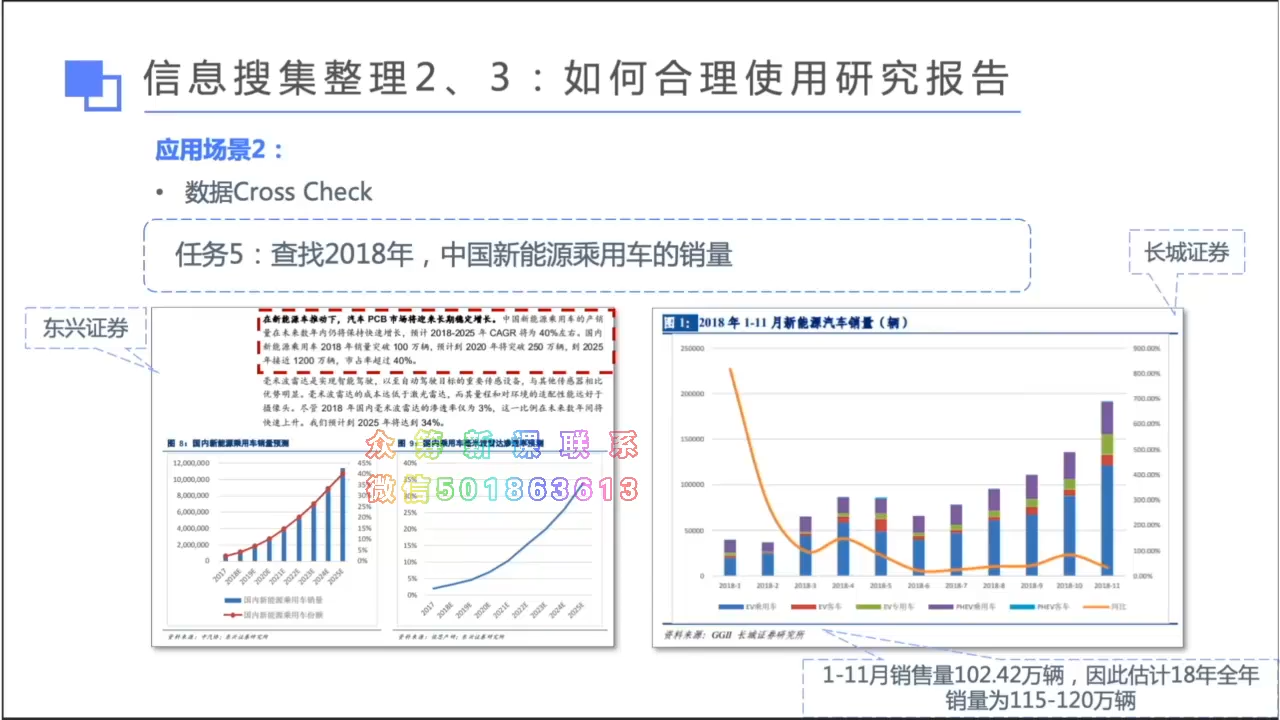 信息搜集整理2、3：如何合理使用研究报告
应用场景2：
• 数据Cross Check
任务5：查找2018年，中国新能源乘用车的销量
长城证券
东兴证券
在新能源车推动下，汽车 PCB 市场将迎来长期稳定增长。中国新能源乘用车的产销
量在未来数年内仍将保持快速增长，预计 2018-2025 年 CAGR 将为 40%左右。国内
新能源乘用车 2018 年销量突破 100 万辆，预计到 2020 年将突破 250 万辆，到 2025
年接近 1200 万辆，市占率超过 40%。
毫米波雷达是实现智能驾驶，以至自动驾驶目标的重要传感设备，与其他传感器相比
优势明显。毫米波雷达的成本远低于激光雷达，而其量程和对环境的适配性能远好于
摄像头。尽管 2018 年国内毫米波雷达的渗透率仅为 3%，这一比例在未来数年间将
快速上升。我们预计到 2025 年将达到 34%。
图 8：国内新能源乘用车销量预测
12,000,000
10,000,000
8,000,000
6,000,000
4,000,000
2,000,000
0
45%
40%
35%
30%
25%
20%
15%
10%
5%
0%
2017 2018E 2019E 2020E 2021E 2022E 2023E 2024E 2025E
国内新能源乘用车销量
国内新能源乘用车份额
资料来源：中汽协，东兴证券研究所
图 9：国内乘用车毫米波雷达渗透率预测
40%
35%
30%
25%
20%
15%
10%
5%
0%
2017 2018E 2019E 2020E 2021E 2022E 2023E 2024E 2025E
东兴证券研究所
众筹新课联系
微信501863613
图 1：2018 年 1-11 月新能源汽车销量（辆）
250000
200000
150000
100000
50000
0
900.00%
800.00%
700.00%
600.00%
500.00%
400.00%
300.00%
200.00%
100.00%
0.00%
2018-1 2018-2 2018-3 2018-4 2018-5 2018-6 2018-7 2018-8 2018-9 2018-10 2018-11
EV乘用车 EV客车 EV专用车 PHEV乘用车 PHEV客车 同比
资料来源：GGII 长城证券研究所
1-11月销售量102.42万辆，因此估计18年全年
销量为115-120万辆